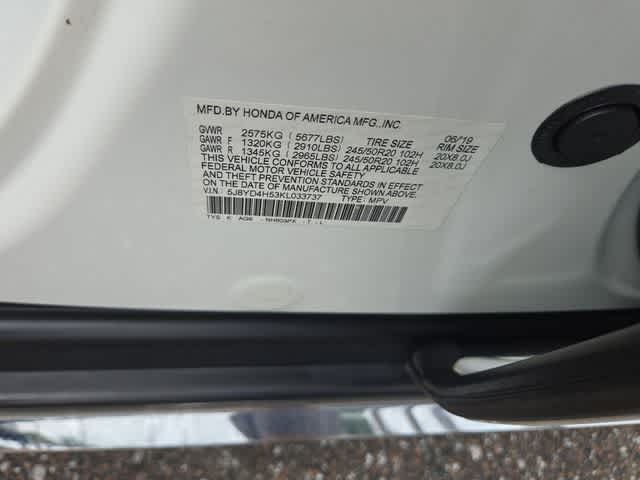 MFD.BY HONDA OF AMERICA MFG.,INC. 06/'19
GVWR 2575KG ( 5677LBS) TIRE SIZE RIM SIZE
GAWR F 1320KG ( 2910LBS) 245/50R20 102H 20X8.0J
GAWR R 1345KG ( 2965LBS) 245/50R20 102H 20X8.0J
THIS VEHICLE CONFORMS TO ALL APPLICABLE
FEDERAL MOTOR VEHICLE SAFETY
AND THEFT PREVENTION STANDARDS IN EFFECT
ON THE DATE OF MANUFACTURE SHOWN ABOVE.
V.I.N: 5J8YD4H53KL033737 TYPE: MPV
TYS K